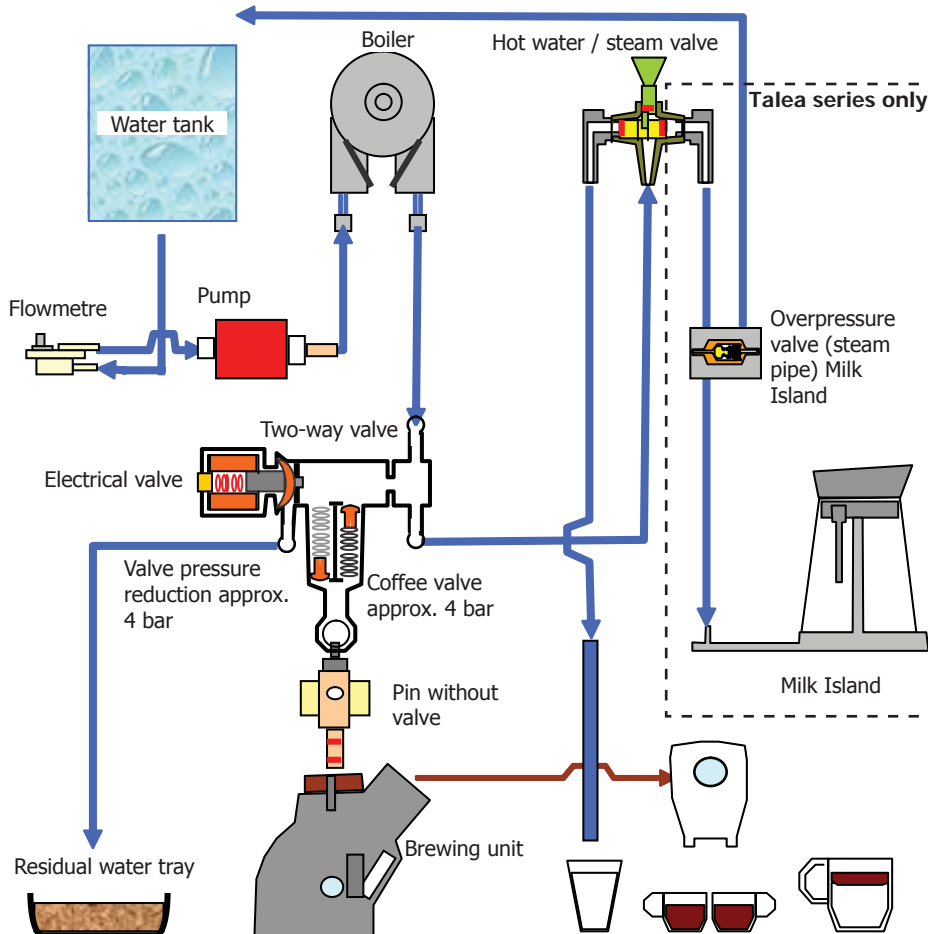 Boiler
Hot water / steam valve
Talea series only
Water tank
Flowmetre
Pump
Overpressure
valve (steam
pipe) Milk
Island
Two-way valve
Electrical valve
Valve pressure
reduction approx.
4 bar
Coffee valve
approx. 4 bar
Pin without
valve
Milk Island
Brewing unit
Residual water tray